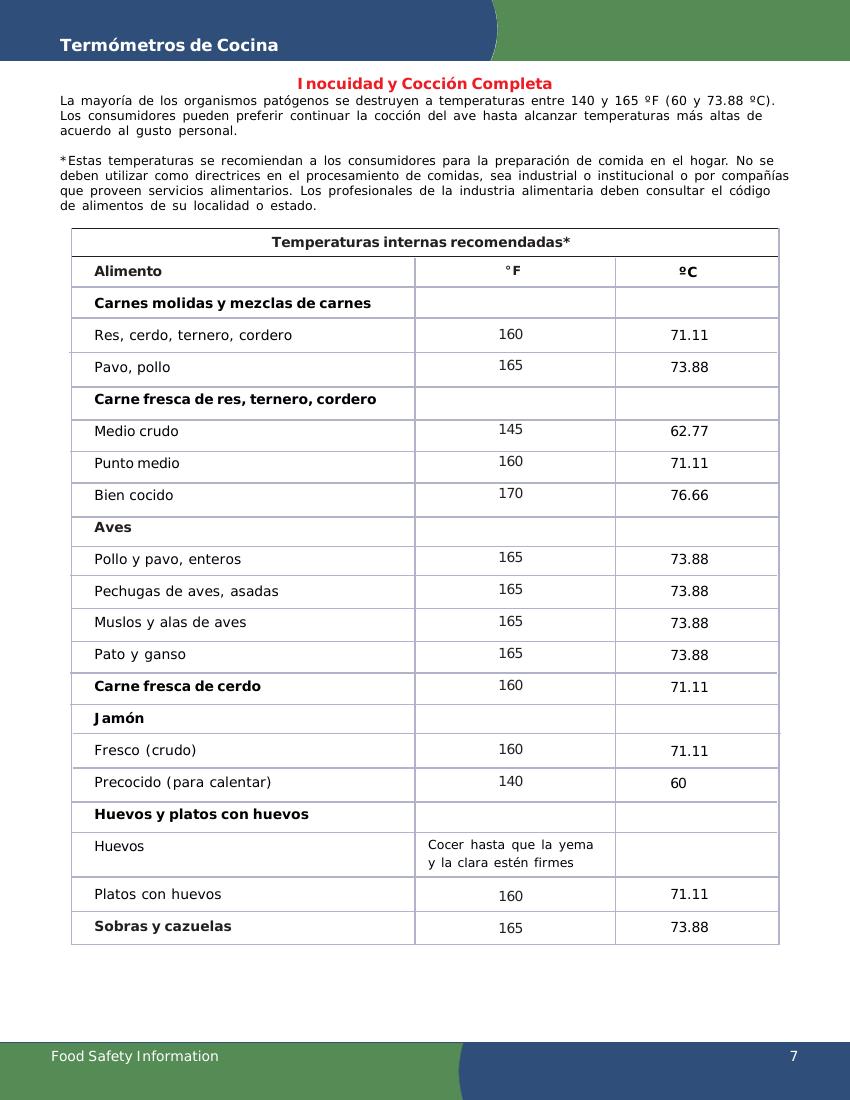 Termómetros de Cocina
Inocuidad y Cocción Completa
La mayoría de los organismos patógenos se destruyen a temperaturas entre 140 y 165 ºF (60 y 73.88 ºC).
Los consumidores pueden preferir continuar la cocción del ave hasta alcanzar temperaturas más altas de
acuerdo al gusto personal.
*Estas temperaturas se recomiendan a los consumidores para la preparación de comida en el hogar. No se
deben utilizar como directrices en el procesamiento de comidas, sea industrial o institucional o por compañías
que proveen servicios alimentarios. Los profesionales de la industria alimentaria deben consultar el código
de alimentos de su localidad o estado.
Temperaturas internas recomendadas*
Alimento °F ºC
Carnes molidas y mezclas de carnes
Res, cerdo, ternero, cordero 160 71.11
Pavo, pollo 165 73.88
Carne fresca de res, ternero, cordero
Medio crudo 145 62.77
Punto medio 160 71.11
Bien cocido 170 76.66
Aves
Pollo y pavo, enteros 165 73.88
Pechugas de aves, asadas 165 73.88
Muslos y alas de aves 165 73.88
Pato y ganso 165 73.88
Carne fresca de cerdo 160 71.11
Jamón
Fresco (crudo) 160 71.11
Precocido (para calentar) 140 60
Huevos y platos con huevos
Huevos Cocer hasta que la yema
y la clara estén firmes
Platos con huevos 160 71.11
Sobras y cazuelas 165 73.88
Food Safety Information 7